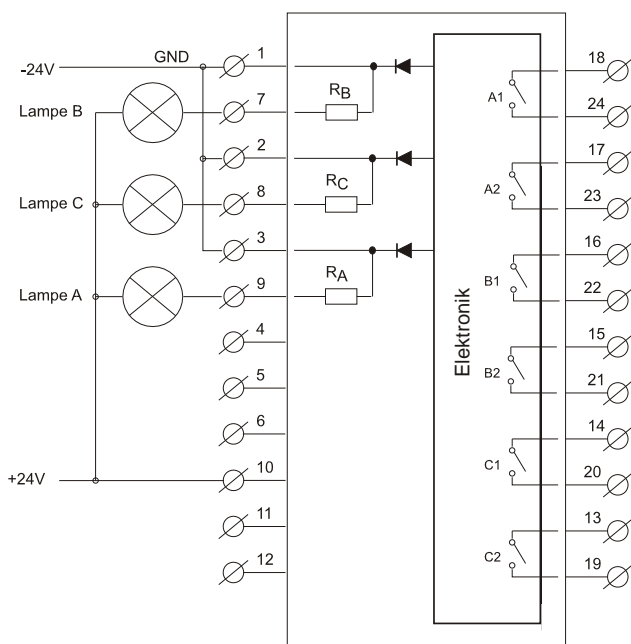 GND 1 18
-24V
Lampe B 7 RB A1 24
2 17
Lampe C 8 RC A2 23
3 16
Lampe A 9 RA B1 22
4 15
5 B2 21
6 14
+24V 10 C1 20
11 13
12 C2 19
Elektronik